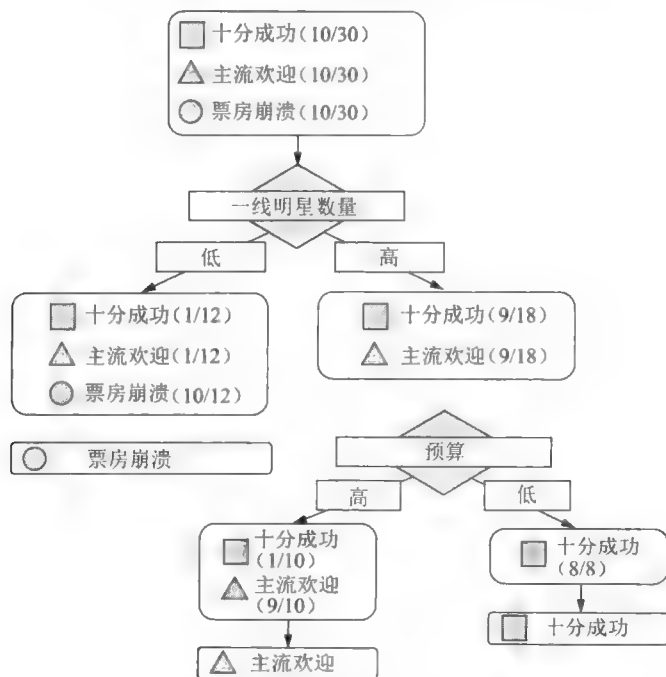 十分成功(10/30)
主流欢迎(10/30)
票房崩溃(10/30)
一线明星数量
低
高
十分成功(1/12)
主流欢迎(1/12)
票房崩溃(10/12)
十分成功(9/18)
主流欢迎(9/18)
票房崩溃
预算
高
低
十分成功
(1/10)
主流欢迎
(9/10)
十分成功
(8/8)
主流欢迎
十分成功